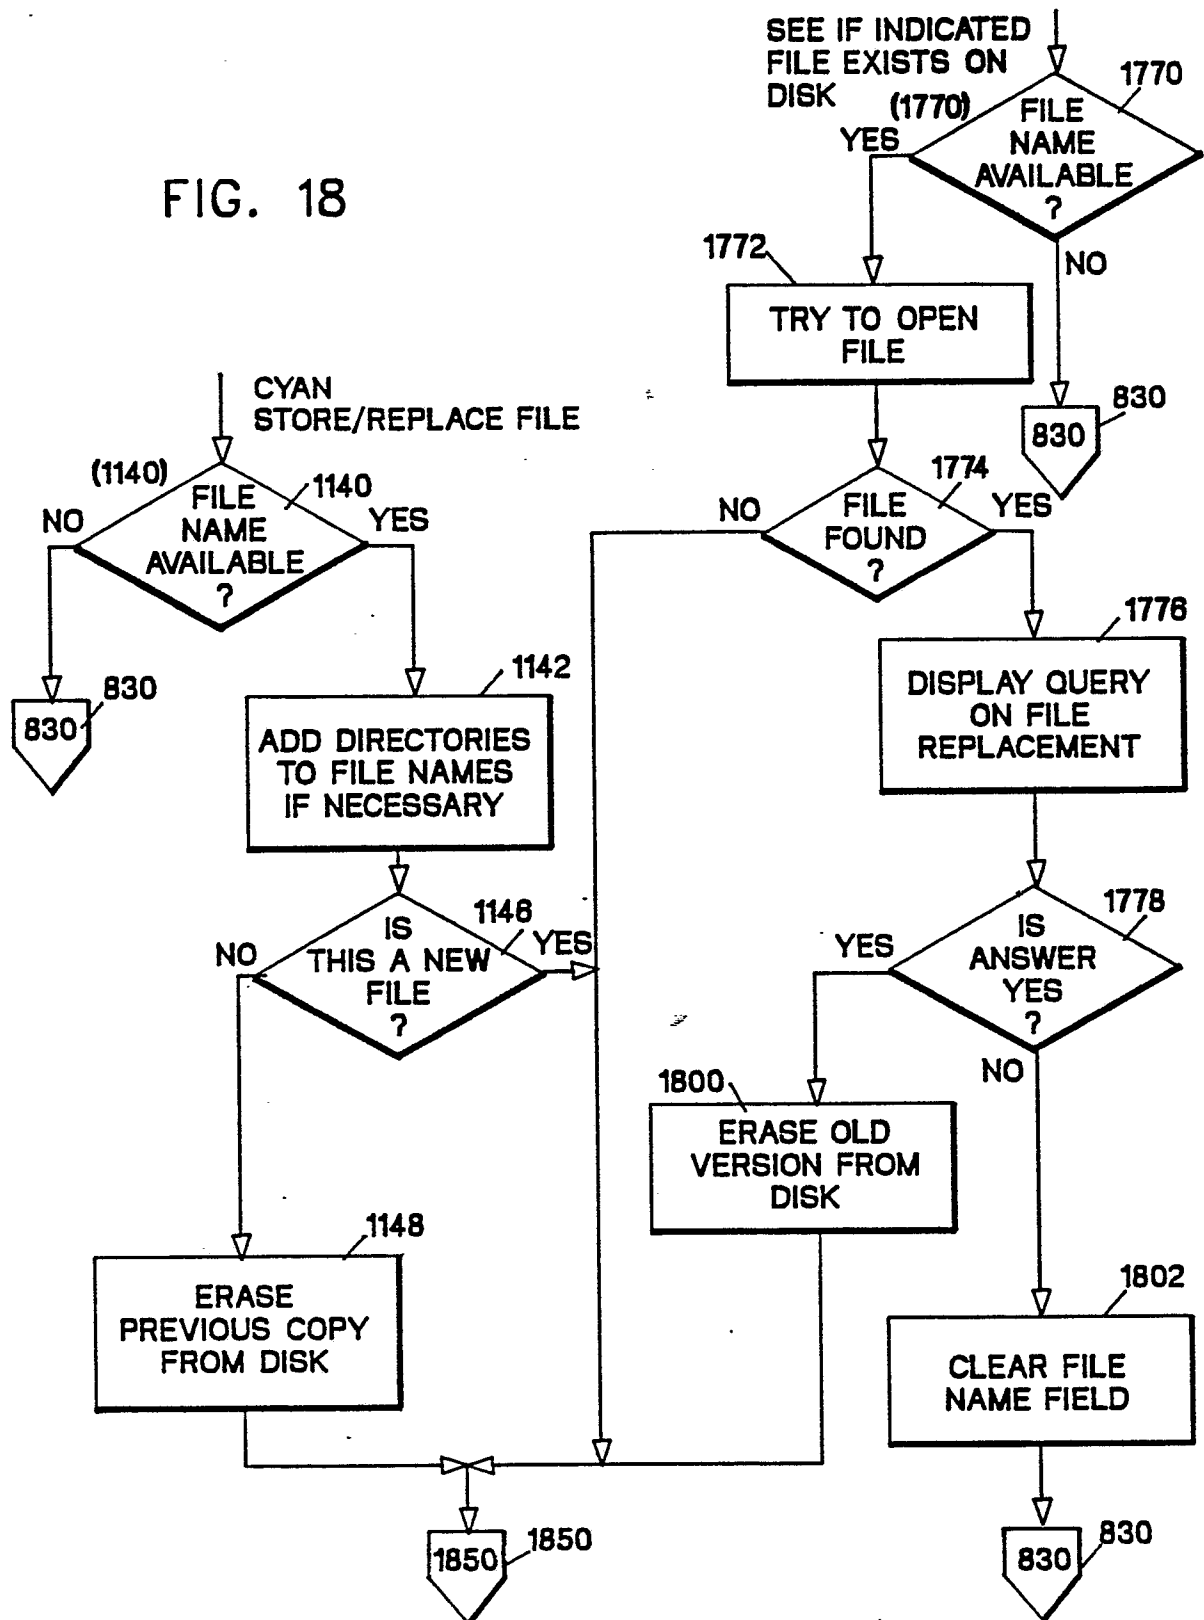 SEE IF INDICATED
FILE EXISTS ON
DISK
(1770)
1770
FILE
NAME
AVAILABLE
?
YES
NO
FIG. 18
1772
TRY TO OPEN
FILE
830
830
CYAN
STORE/REPLACE FILE
(1140)
1140
FILE
NAME
AVAILABLE
?
NO
YES
1774
FILE
FOUND
?
NO
YES
830
830
1142
ADD DIRECTORIES
TO FILE NAMES
IF NECESSARY
1776
DISPLAY QUERY
ON FILE
REPLACEMENT
1146
IS
THIS A NEW
FILE
?
NO
YES
1778
IS
ANSWER
YES
?
YES
NO
1800
ERASE OLD
VERSION FROM
DISK
1148
ERASE
PREVIOUS COPY
FROM DISK
1802
CLEAR FILE
NAME FIELD
1850
1850
830
830